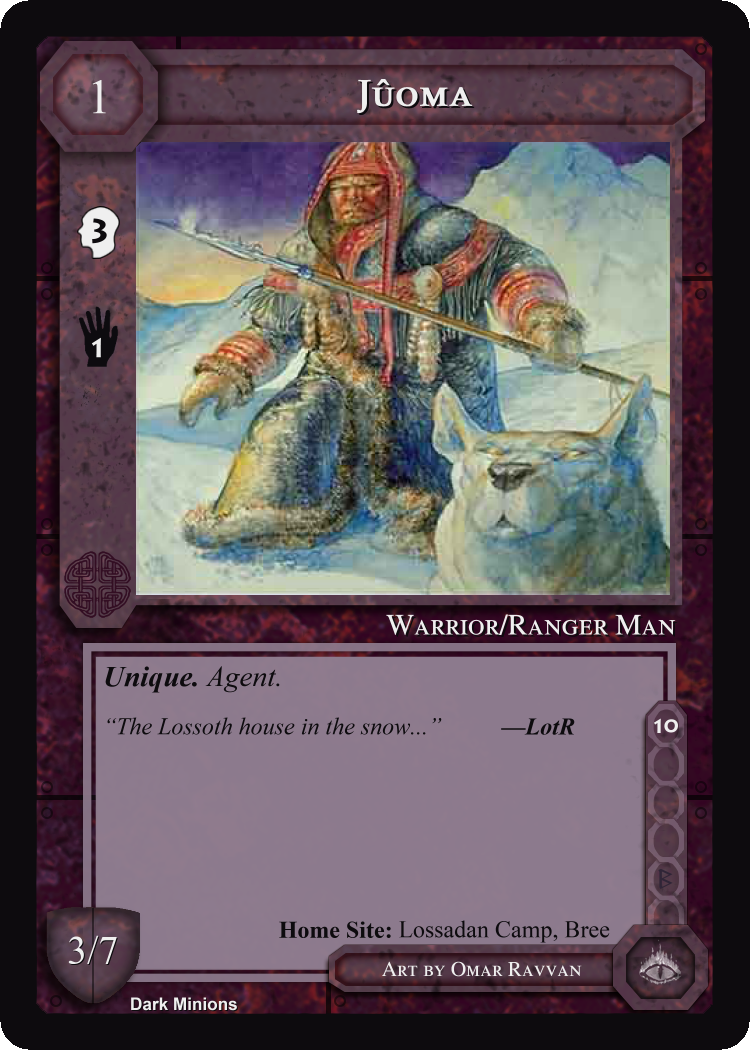 1
Jûoma
3
1
Warrior/Ranger Man
Unique. Agent.
“The Lossoth house in the snow...” —LotR
10
Home Site: Lossadan Camp, Bree
3/7
Art by Omar Ravvan
Dark Minions